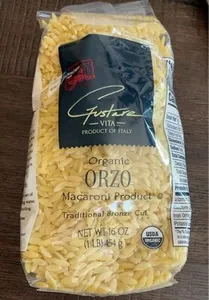 Gustare
VITA
PRODUCT OF ITALY
Organic
ORZO
Macaroni Product
Traditional Bronze Cut
NET WT 16 OZ
(1 LB) 454 g
USDA
ORGANIC